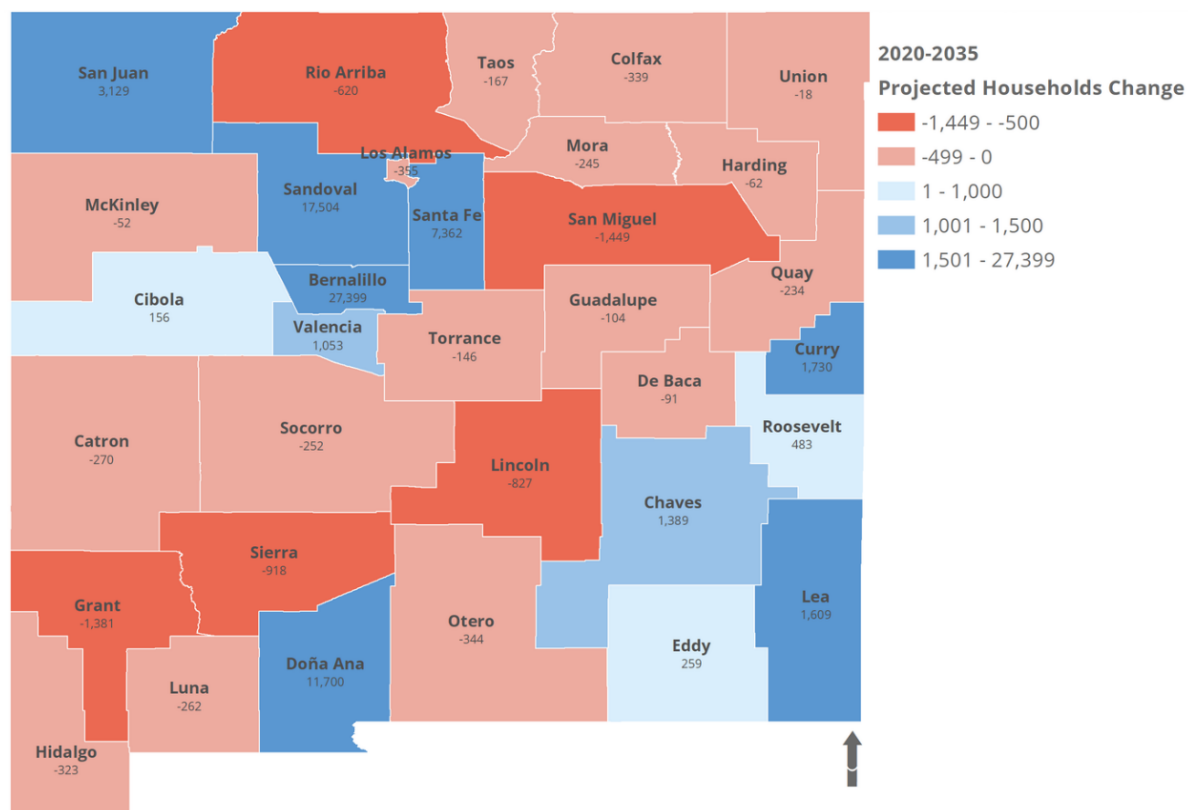 San Juan
3,129
Rio Arriba
-620
Taos
-167
Colfax
-339
Union
-18
2020-2035
Projected Households Change
-1,449 - -500
-499 - 0
1 - 1,000
1,001 - 1,500
1,501 - 27,399
Los Alamos
-355
Mora
-245
Harding
-62
McKinley
-52
Sandoval
17,504
Santa Fe
7,362
San Miguel
-1,449
Cibola
156
Bernalillo
27,399
Valencia
1,053
Torrance
-146
Guadalupe
-104
Quay
-234
Curry
1,730
De Baca
-91
Roosevelt
483
Catron
-270
Socorro
-252
Lincoln
-827
Chaves
1,389
Sierra
-918
Grant
-1,381
Otero
-344
Lea
1,609
Eddy
259
Doña Ana
11,700
Luna
-262
Hidalgo
-323